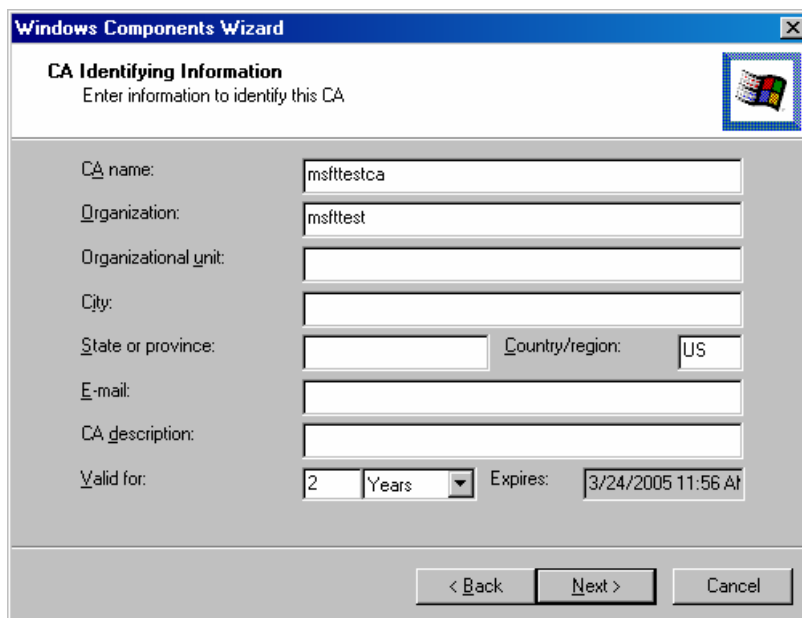 Windows Components Wizard
CA Identifying Information
Enter information to identify this CA
CA name: msfttestca
Organization: msfttest
Organizational unit:
City:
State or province: Country/region: US
E-mail:
CA description:
Valid for: 2 Years Expires: 3/24/2005 11:56
< Back Next > Cancel